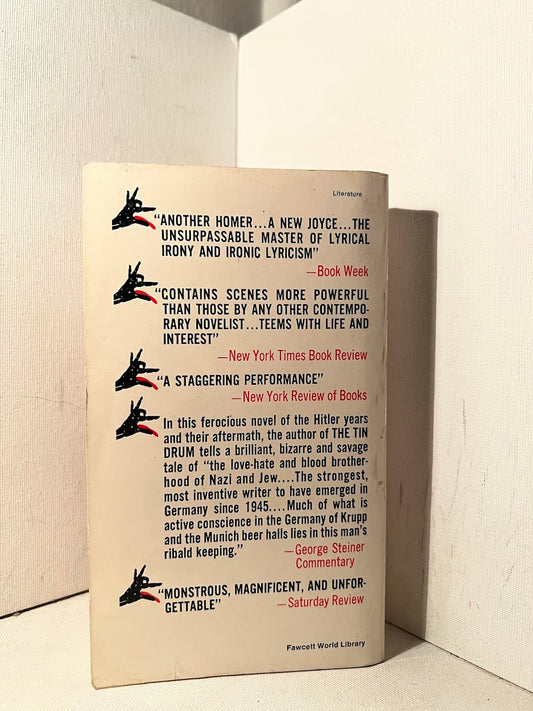 Literature
“ANOTHER HOMER...A NEW JOYCE...THE
UNSURPASSABLE MASTER OF LYRICAL
IRONY AND IRONIC LYRICISM”
—Book Week
“CONTAINS SCENES MORE POWERFUL
THAN THOSE BY ANY OTHER CONTEMPO-
RARY NOVELIST...TEEMS WITH LIFE AND
INTEREST”
—New York Times Book Review
“A STAGGERING PERFORMANCE”
—New York Review of Books
In this ferocious novel of the Hitler years
and their aftermath, the author of THE TIN
DRUM tells a brilliant, bizarre and savage
tale of “the love-hate and blood brother-
hood of Nazi and Jew....The strongest,
most inventive writer to have emerged in
Germany since 1945....Much of what is
active conscience in the Germany of Krupp
and the Munich beer halls lies in this man's
ribald keeping.”
—George Steiner
Commentary
“MONSTROUS, MAGNIFICENT, AND UNFOR-
GETTABLE”
—Saturday Review
Fawcett World Library